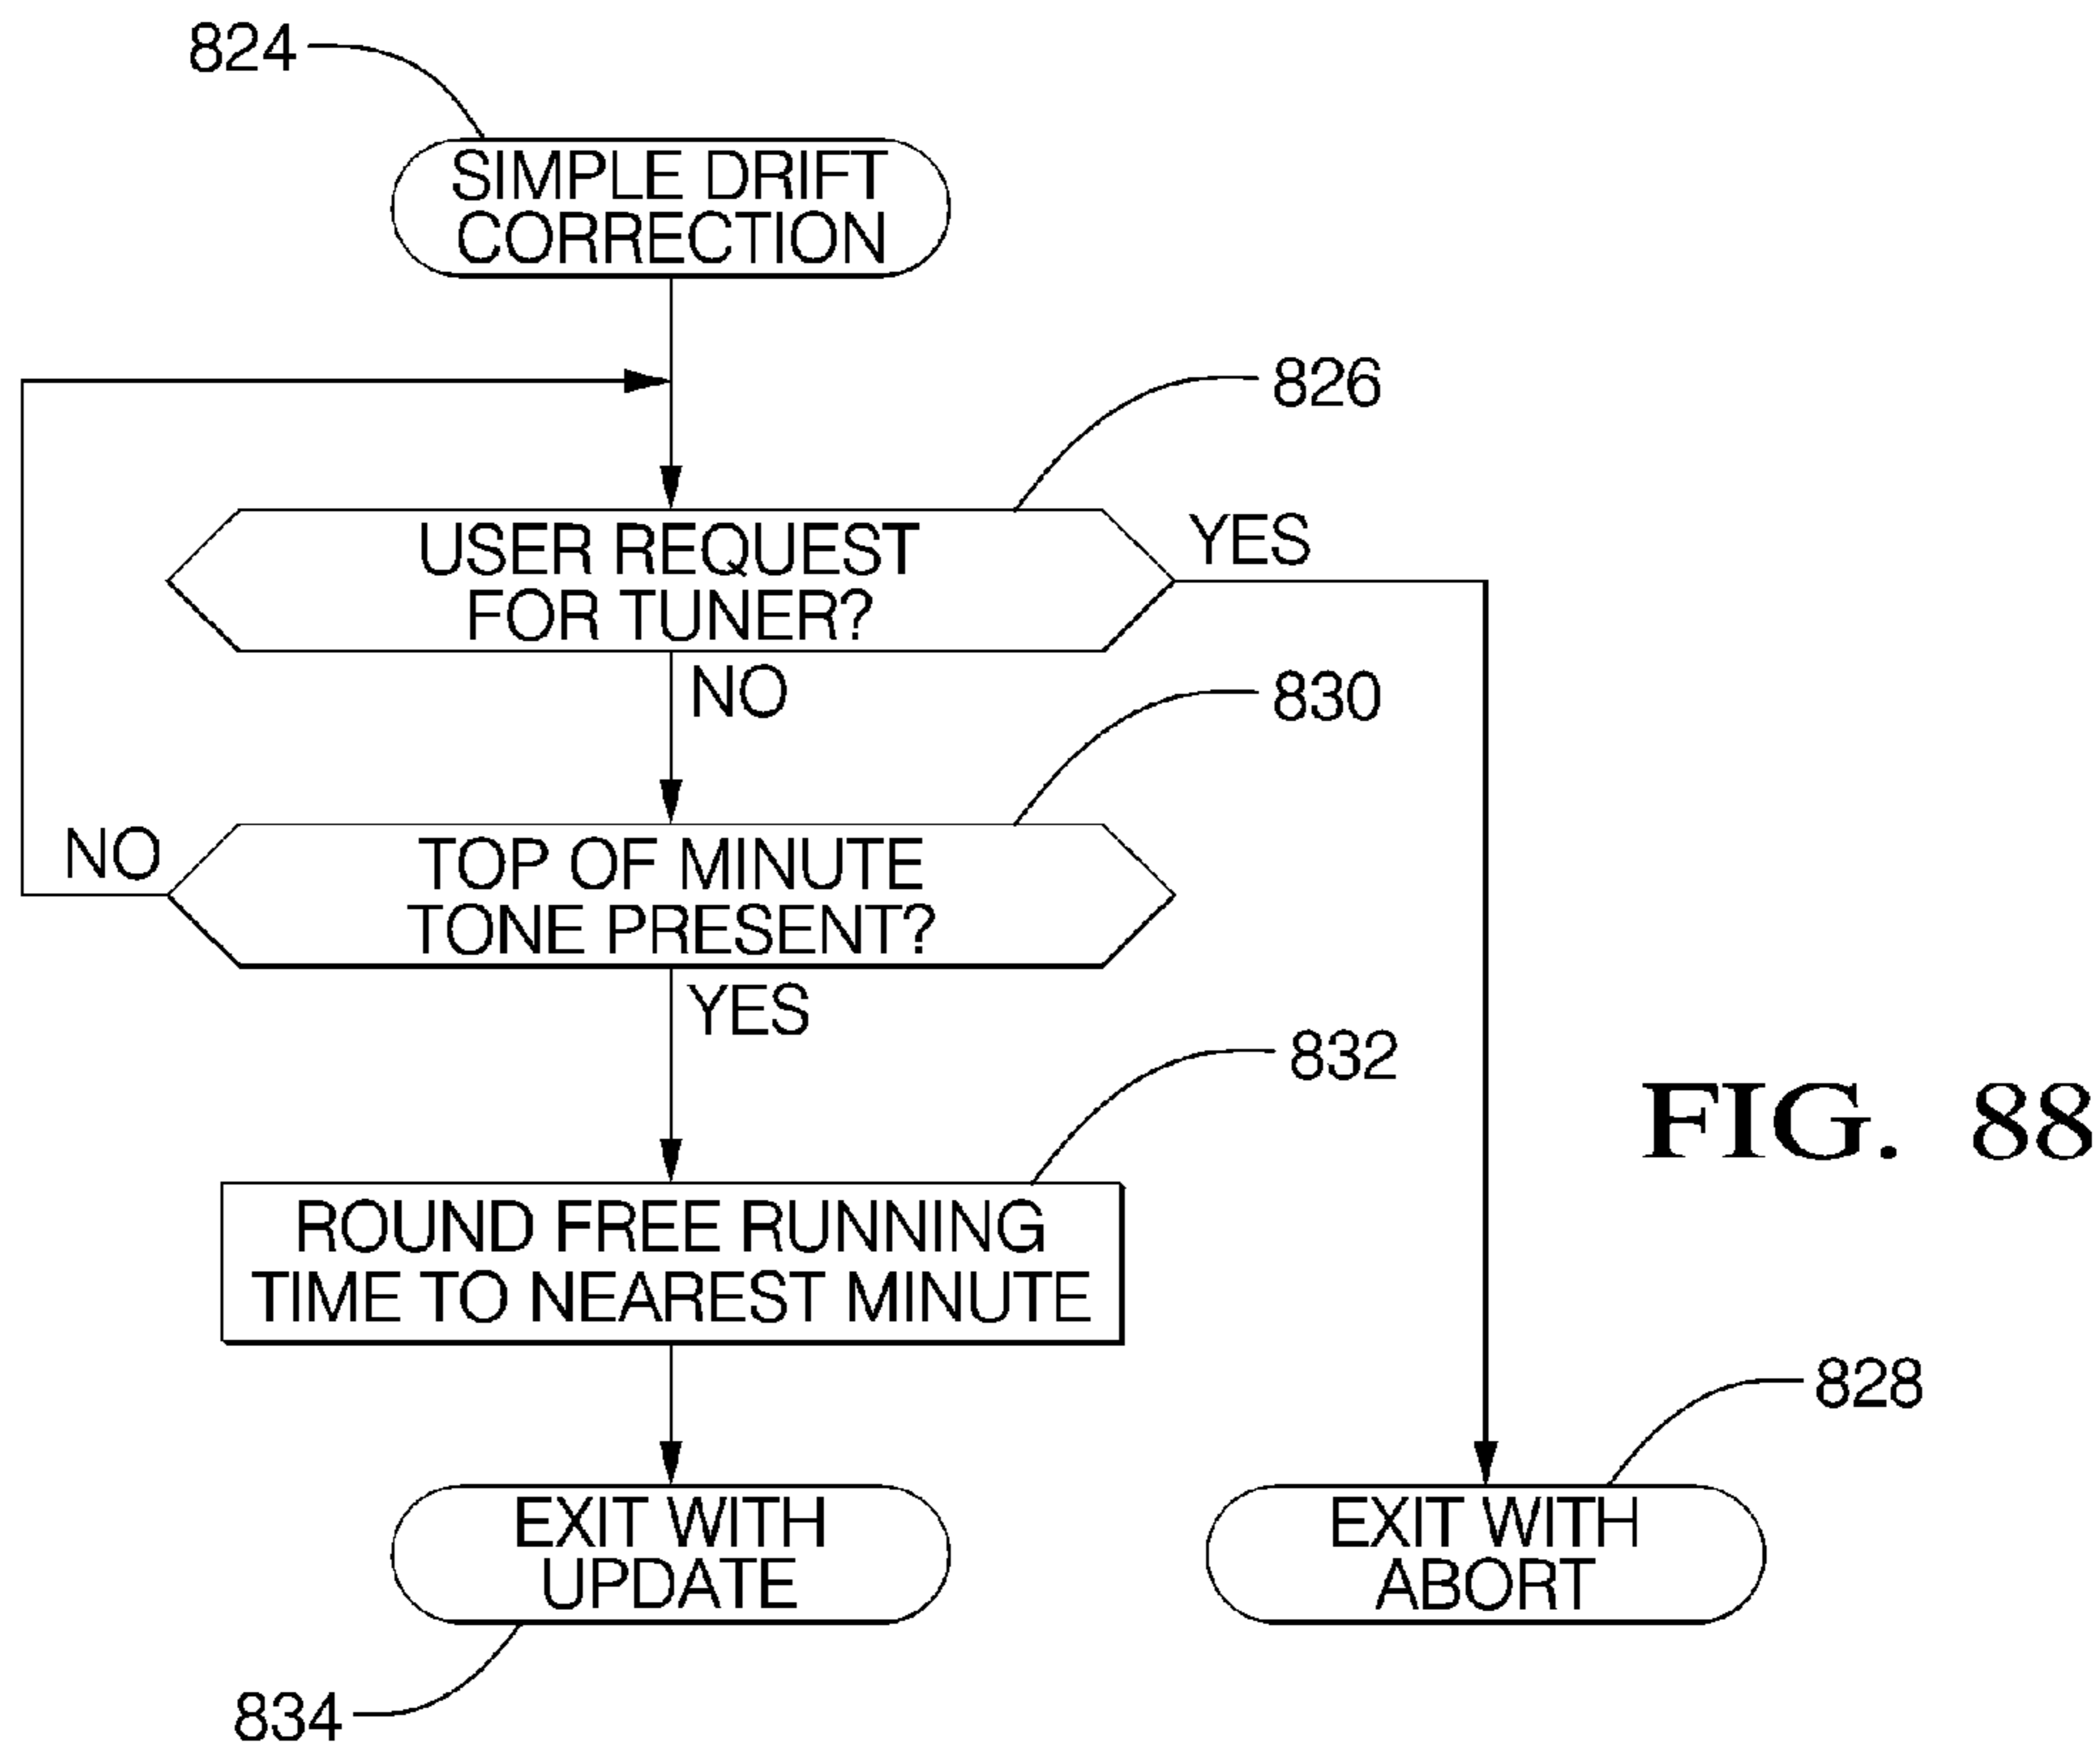 824
SIMPLE DRIFT
CORRECTION
826
USER REQUEST
FOR TUNER?
YES
NO
830
NO
TOP OF MINUTE
TONE PRESENT?
YES
832
ROUND FREE RUNNING
TIME TO NEAREST MINUTE
FIG. 88
828
EXIT WITH
UPDATE
EXIT WITH
ABORT
834